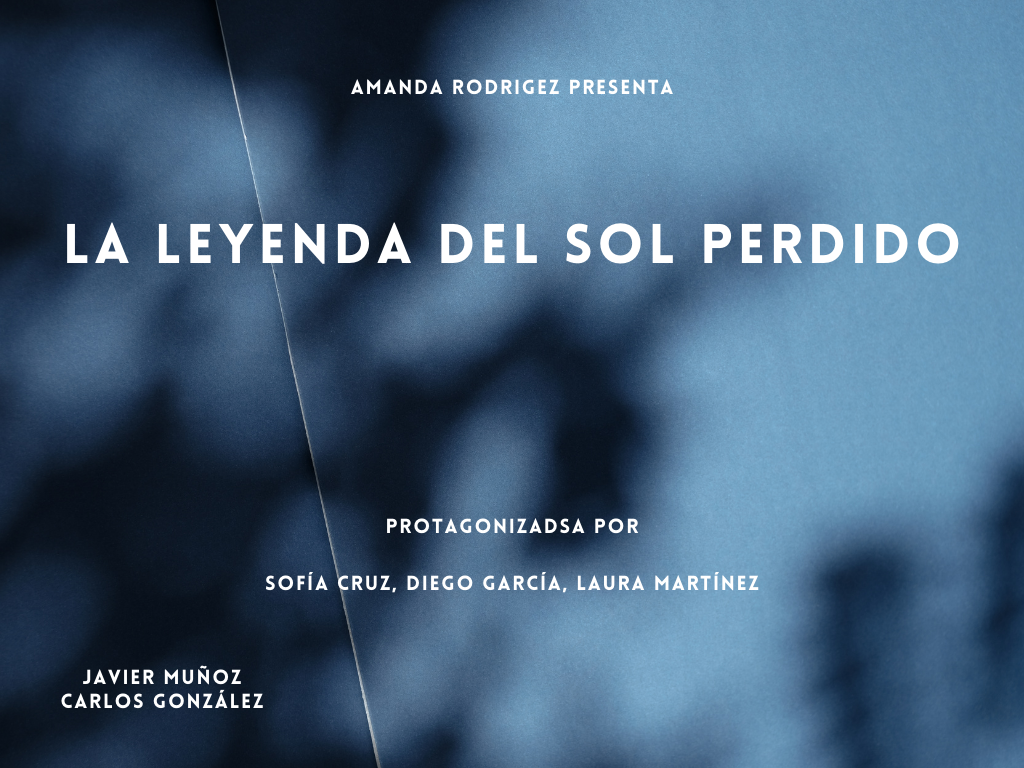 AMANDA RODRIGEZ PRESENTA
LA LEYENDA DEL SOL PERDIDO
PROTAGONIZADSA POR
SOFÍA CRUZ, DIEGO GARCÍA, LAURA MARTÍNEZ
JAVIER MUÑOZ
CARLOS GONZÁLEZ